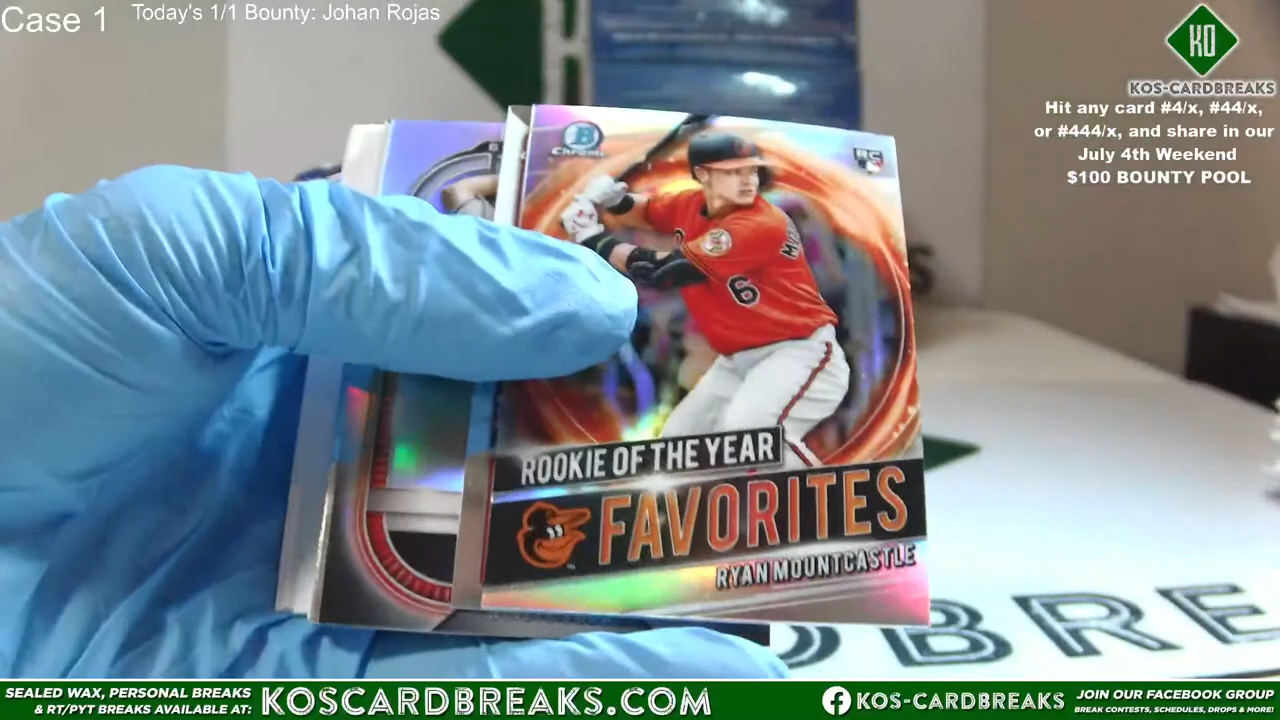 Case 1
Today's 1/1 Bounty: Johan Rojas
KO
KOS-CARDBREAKS
Hit any card #4/x, #44/x,
or #444/x, and share in our
July 4th Weekend
$100 BOUNTY POOL
B
Chrome
RC
6
ROOKIE OF THE YEAR
FAVORITES
RYAN MOUNTCASTLE
DBRE
SEALED WAX, PERSONAL BREAKS
& RT/PYT BREAKS AVAILABLE AT:
KOSCARDBREAKS.COM
KOS-CARDBREAKS
JOIN OUR FACEBOOK GROUP
BREAK CONTESTS, SCHEDULES, DROPS & MORE!